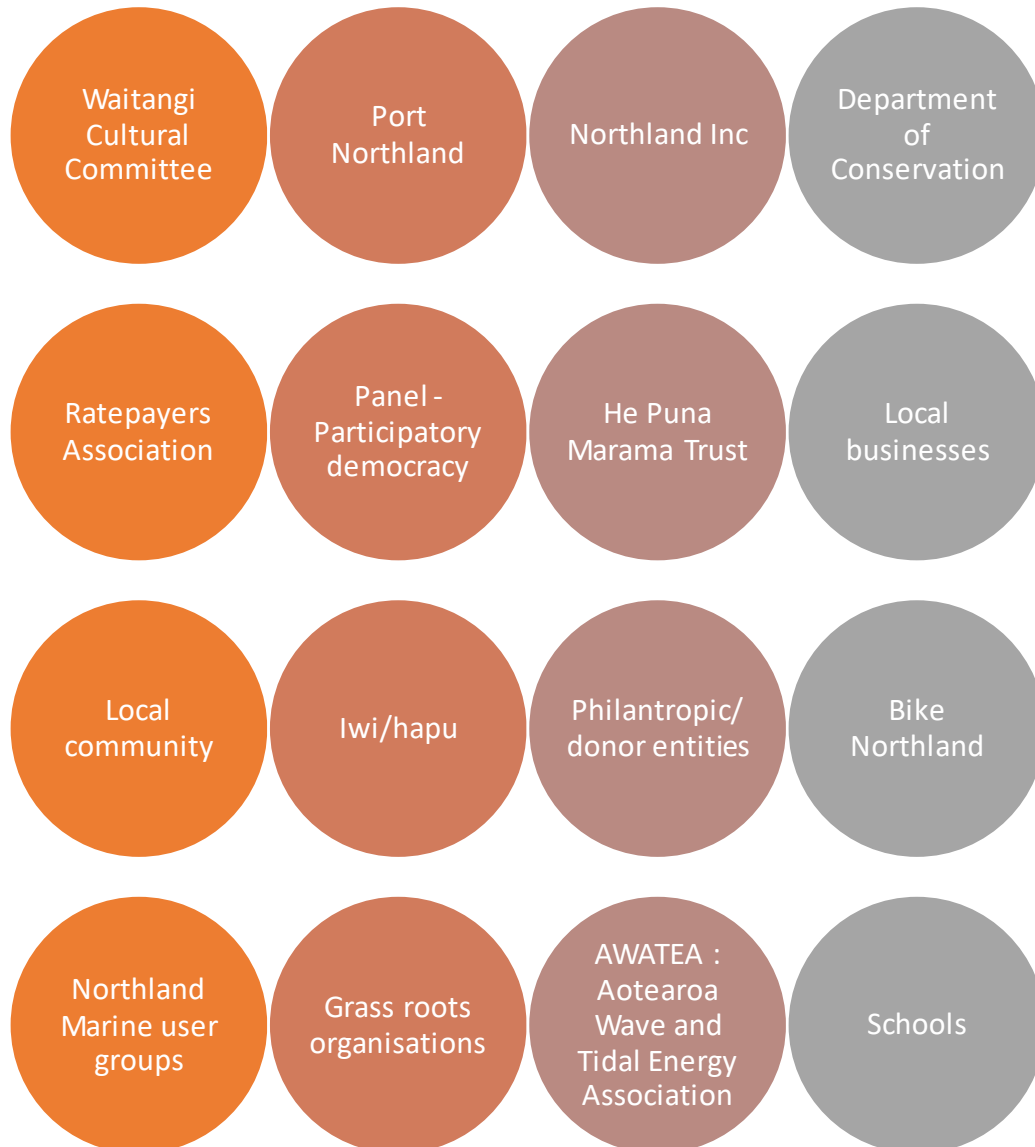 Waitangi
Cultural
Committee
Port
Northland
Northland Inc
Department
of
Conservation
Ratepayers
Association
Panel -
Participatory
democracy
He Puna
Marama Trust
Local
businesses
Local
community
Iwi/hapu
Philantropic/
donor entities
Bike
Northland
Northland
Marine user
groups
Grass roots
organisations
AWATEA :
Aotearoa
Wave and
Tidal Energy
Association
Schools